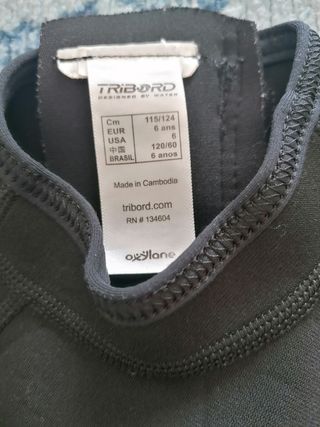 TRIBORD
DESIGNED BY WATER
Cm 115/124
EUR 6 ans
USA 6
中国 120/60
BRASIL 6 anos
Made in Cambodia
tribord.com
RN # 134604
oxylane